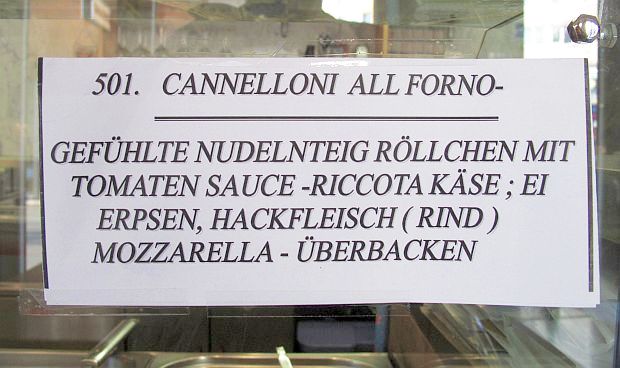 501. CANNELLONI ALL FORNO-
GEFÜHLTE NUDELNTEIG RÖLLCHEN MIT
TOMATEN SAUCE -RICCOTA KÄSE ; EI
ERPSEN, HACKFLEISCH ( RIND )
MOZZARELLA - ÜBERBACKEN